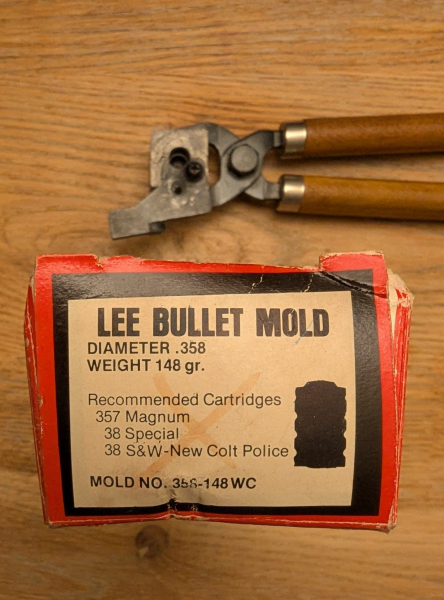 LEE BULLET MOLD
DIAMETER .358
WEIGHT 148 gr.
Recommended Cartridges
357 Magnum
38 Special
38 S&W-New Colt Police
MOLD NO. 358-148WC